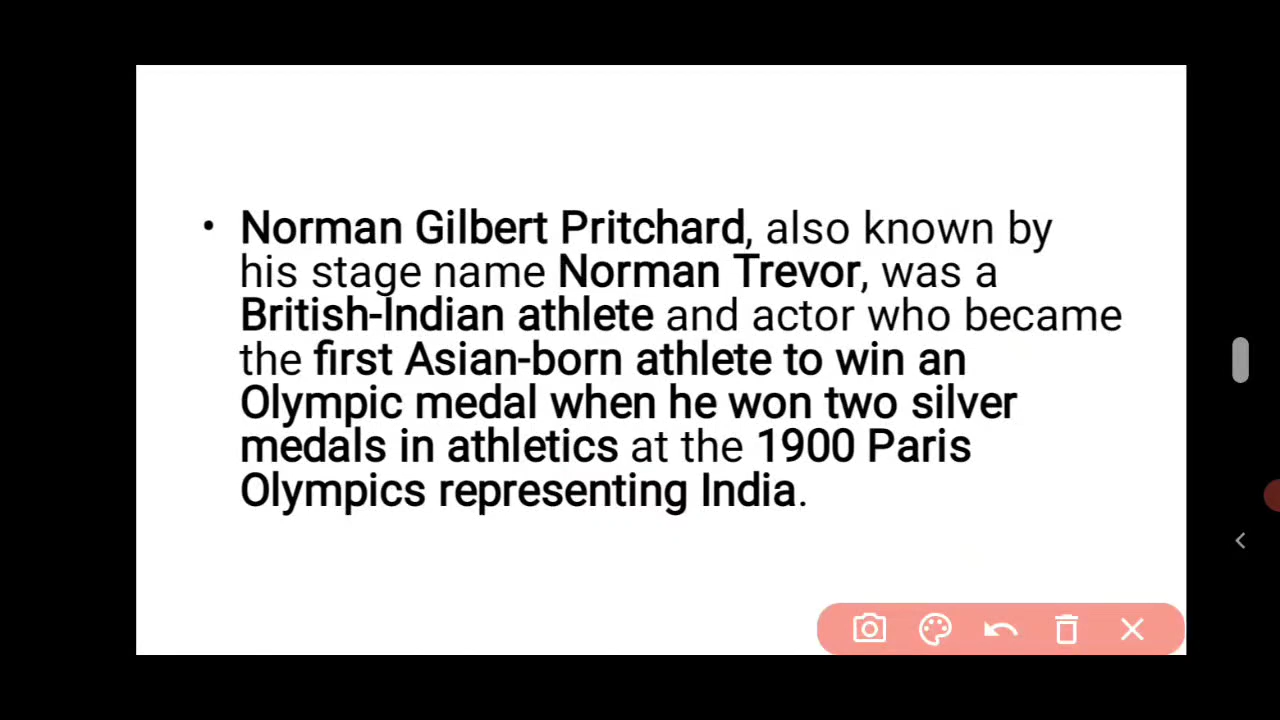 • Norman Gilbert Pritchard, also known by
his stage name Norman Trevor, was a
British-Indian athlete and actor who became
the first Asian-born athlete to win an
Olympic medal when he won two silver
medals in athletics at the 1900 Paris
Olympics representing India.